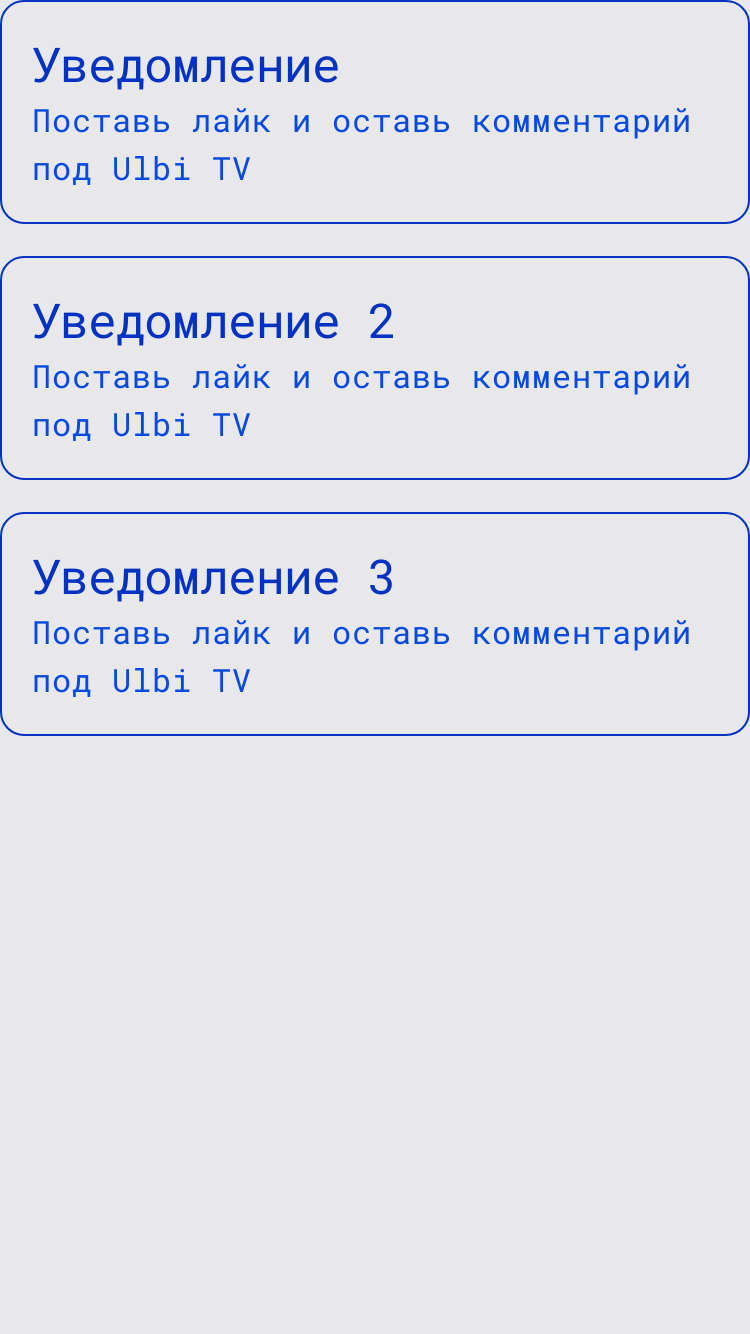 Уведомление
Поставь лайк и оставь комментарий
под Ulbi TV
Уведомление 2
Поставь лайк и оставь комментарий
под Ulbi TV
Уведомление 3
Поставь лайк и оставь комментарий
под Ulbi TV